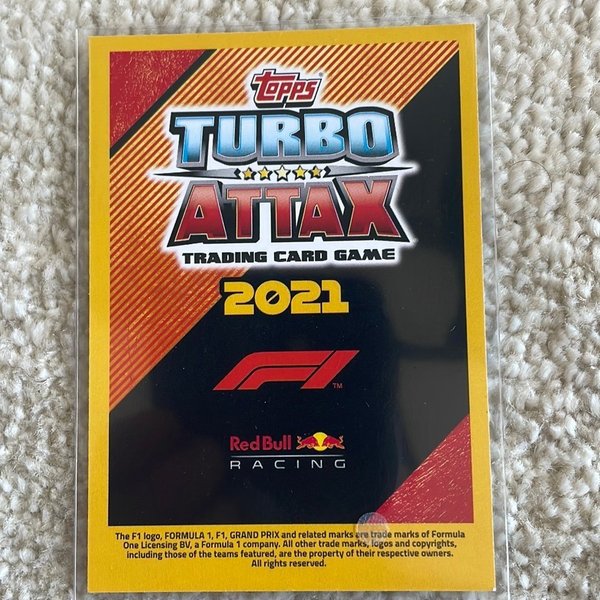 Topps
TURBO
ATTAX
TRADING CARD GAME
2021
F1 TM
Red Bull
RACING
The F1 logo, FORMULA 1, F1, GRAND PRIX and related marks are trade marks of Formula
One Licensing BV, a Formula 1 company. All other trade marks, logos and copyrights,
including those of the teams featured, are the property of their respective owners.
All rights reserved.